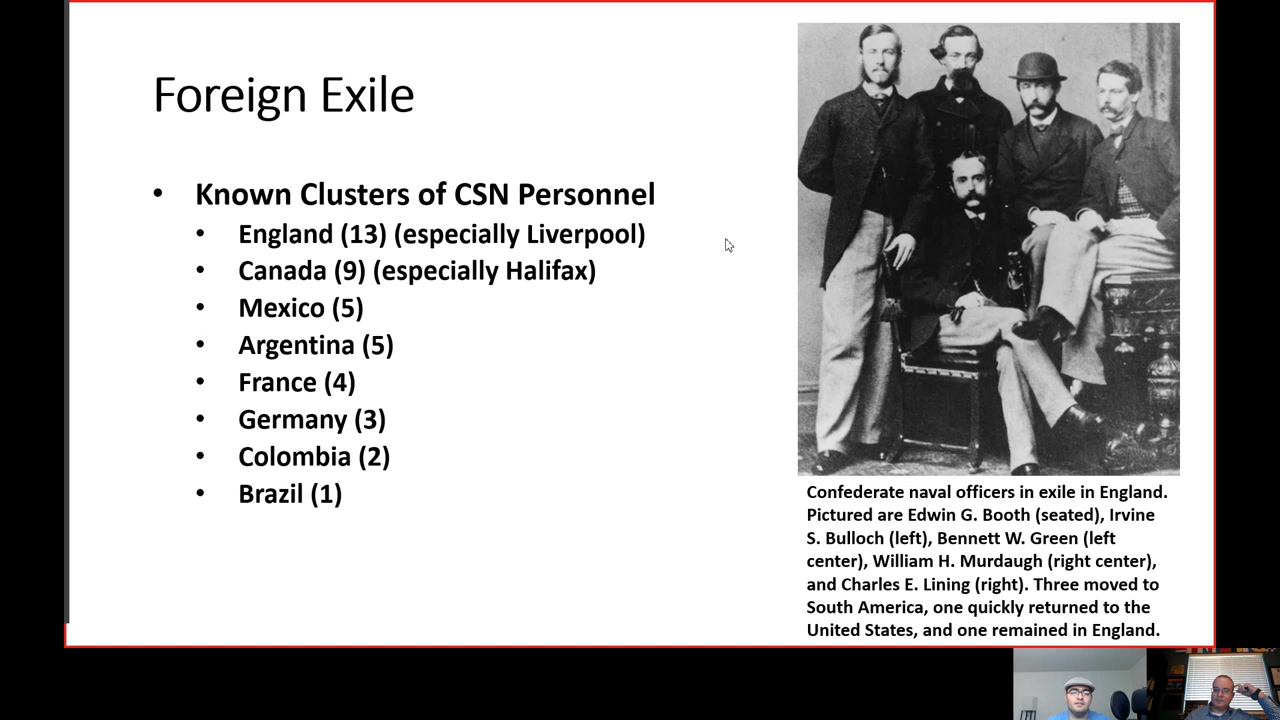 Foreign Exile
• Known Clusters of CSN Personnel
• England (13) (especially Liverpool)
• Canada (9) (especially Halifax)
• Mexico (5)
• Argentina (5)
• France (4)
• Germany (3)
• Colombia (2)
• Brazil (1)
Confederate naval officers in exile in England.
Pictured are Edwin G. Booth (seated), Irvine
S. Bulloch (left), Bennett W. Green (left
center), William H. Murdaugh (right center),
and Charles E. Lining (right). Three moved to
South America, one quickly returned to the
United States, and one remained in England.